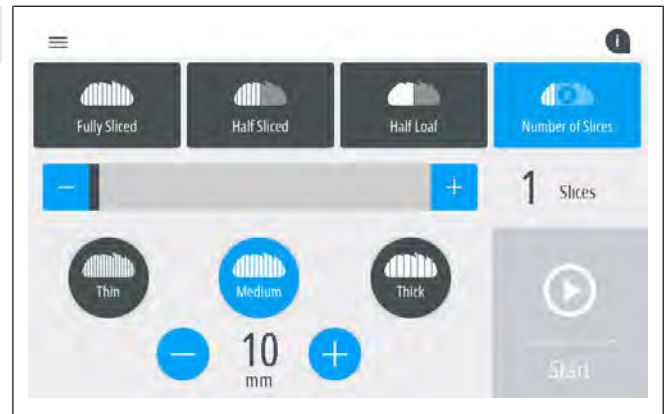 i
Fully Sliced
Half Sliced
Half Loaf
Number of Slices
− + 1 Slices
Thin
Medium
Thick
− 10 +
mm
Start